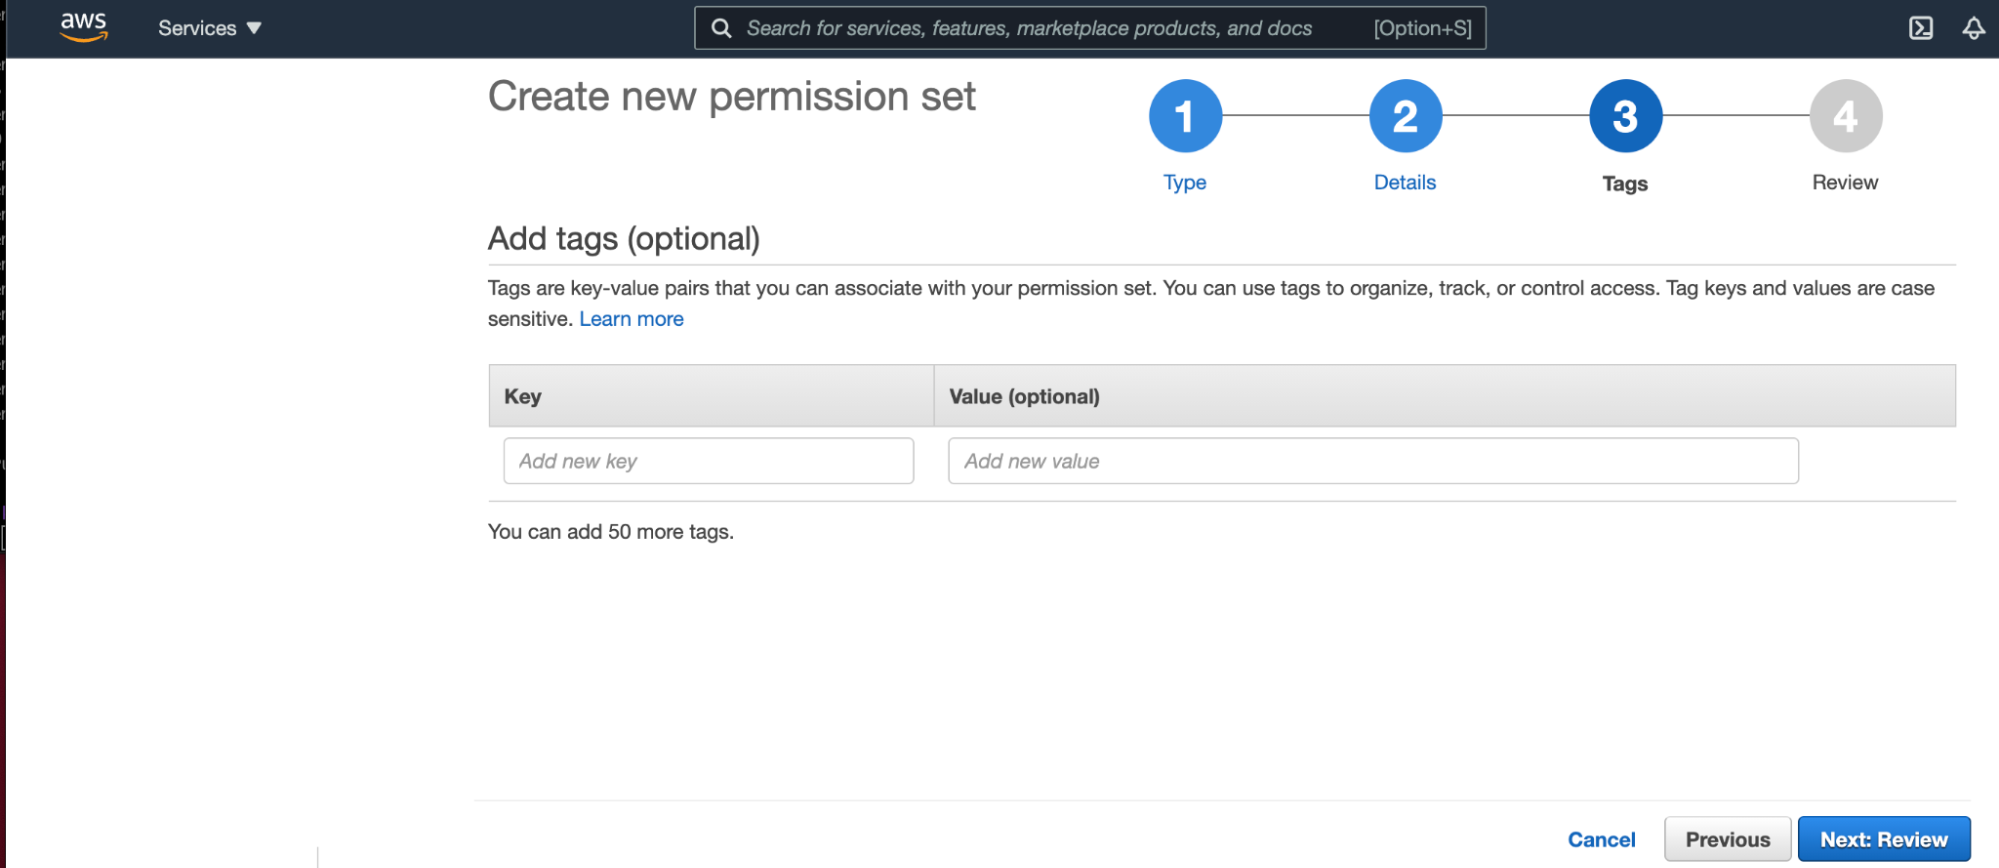 aws Services ▼ Search for services, features, marketplace products, and docs [Option+S]
Create new permission set
1 2 3 4
Type Details Tags Review
Add tags (optional)
Tags are key-value pairs that you can associate with your permission set. You can use tags to organize, track, or control access. Tag keys and values are case
sensitive. Learn more
Key Value (optional)
Add new key Add new value
You can add 50 more tags.
Cancel Previous Next: Review